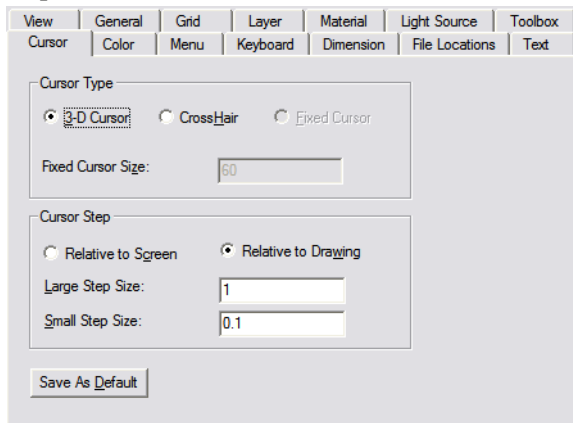 View General Grid Layer Material Light Source Toolbox
Cursor Color Menu Keyboard Dimension File Locations Text
Cursor Type
3-D Cursor CrossHair Fixed Cursor
Fixed Cursor Size: 60
Cursor Step
Relative to Screen Relative to Drawing
Large Step Size: 1
Small Step Size: 0.1
Save As Default